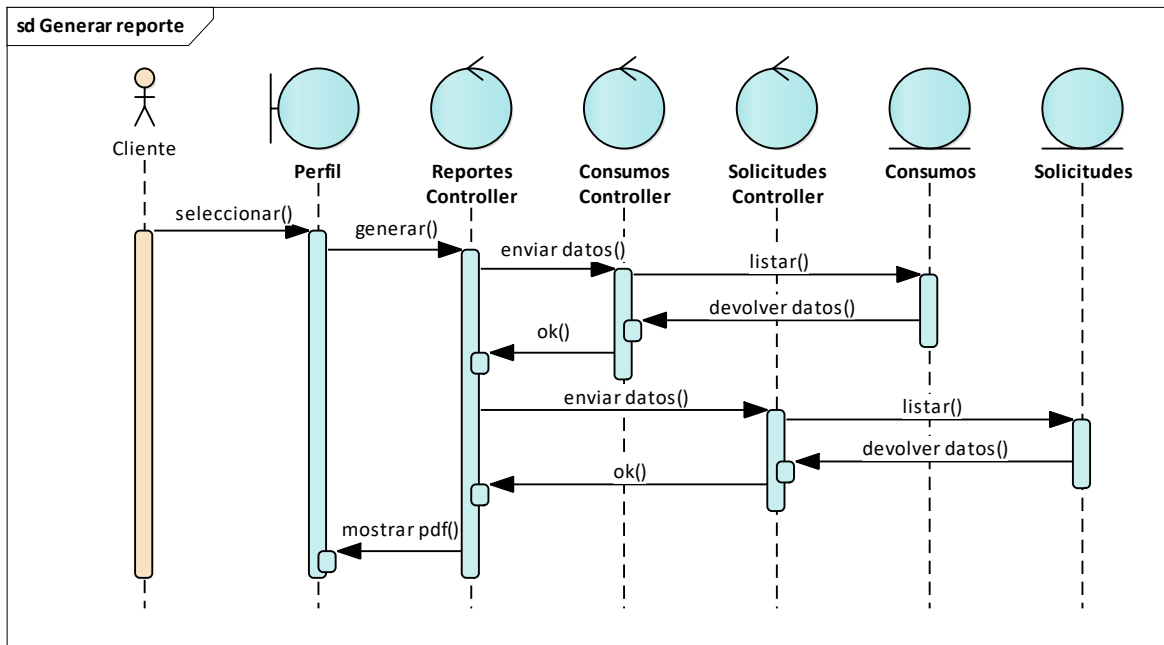 sd Generar reporte
Cliente
Perfil
Reportes
Controller
Consumos
Controller
Solicitudes
Controller
Consumos
Solicitudes
seleccionar()
generar()
enviar datos()
listar()
devolver datos()
ok()
enviar datos()
listar()
devolver datos()
ok()
mostrar pdf()